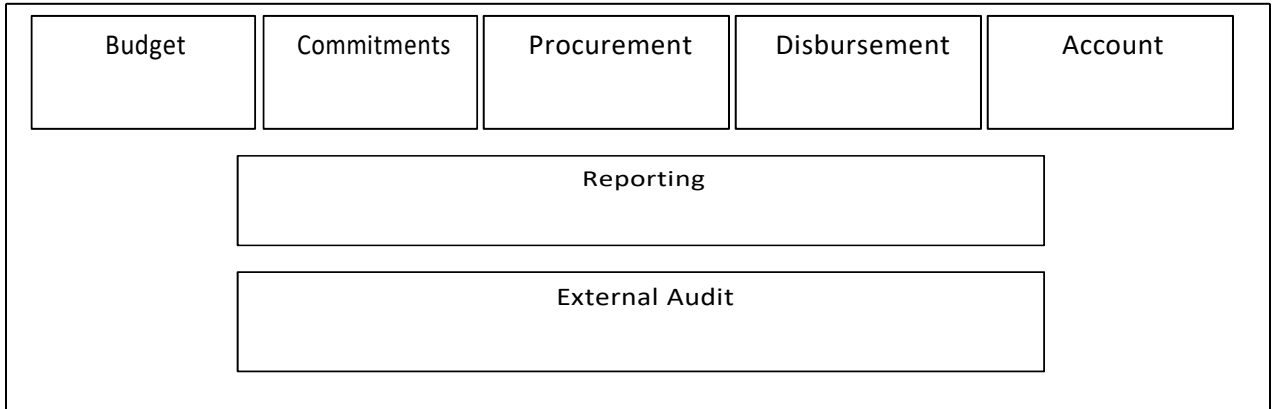 Budget
Commitments
Procurement
Disbursement
Account
Reporting
External Audit